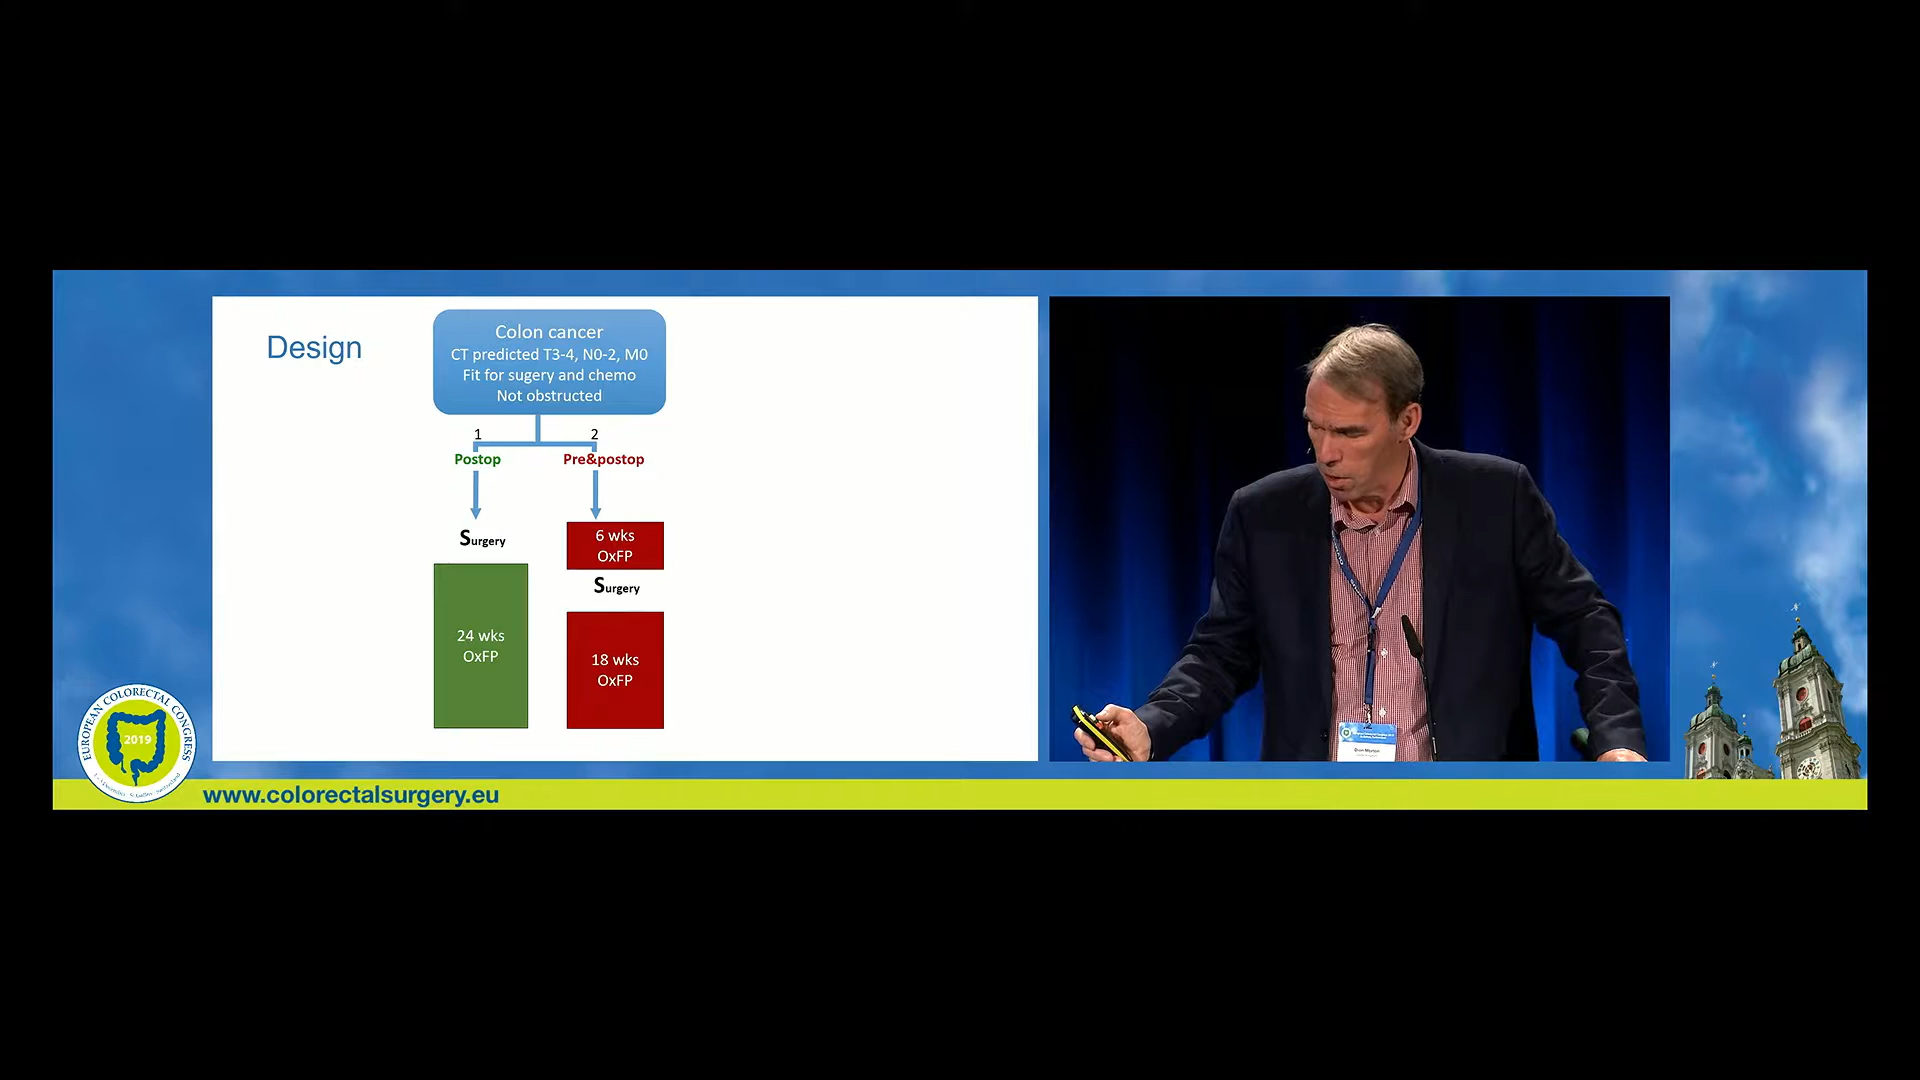 Design
Colon cancer
CT predicted T3-4, N0-2, M0
Fit for sugery and chemo
Not obstructed
1
2
Postop
Pre&postop
Surgery
6 wks
OxFP
Surgery
24 wks
OxFP
18 wks
OxFP
EUROPEAN COLORECTAL CONGRESS
2019
www.colorectalsurgery.eu
Dion Morton